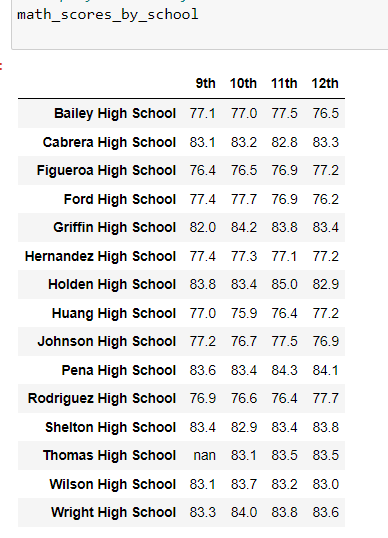 math_scores_by_school
9th 10th 11th 12th
Bailey High School 77.1 77.0 77.5 76.5
Cabrera High School 83.1 83.2 82.8 83.3
Figueroa High School 76.4 76.5 76.9 77.2
Ford High School 77.4 77.7 76.9 76.2
Griffin High School 82.0 84.2 83.8 83.4
Hernandez High School 77.4 77.3 77.1 77.2
Holden High School 83.8 83.4 85.0 82.9
Huang High School 77.0 75.9 76.4 77.2
Johnson High School 77.2 76.7 77.5 76.9
Pena High School 83.6 83.4 84.3 84.1
Rodriguez High School 76.9 76.6 76.4 77.7
Shelton High School 83.4 82.9 83.4 83.8
Thomas High School nan 83.1 83.5 83.5
Wilson High School 83.1 83.7 83.2 83.0
Wright High School 83.3 84.0 83.8 83.6